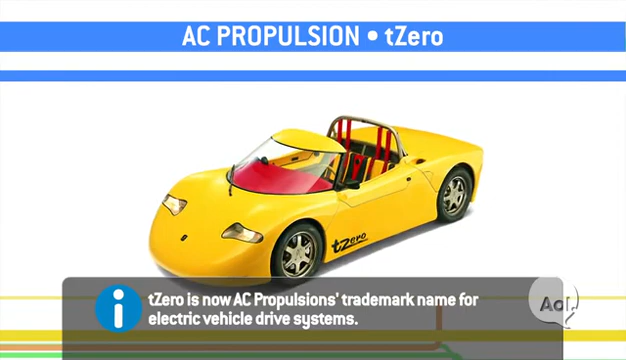 AC PROPULSION • tZero
tZero
tZero is now AC Propulsions' trademark name for
electric vehicle drive systems.
Aol.